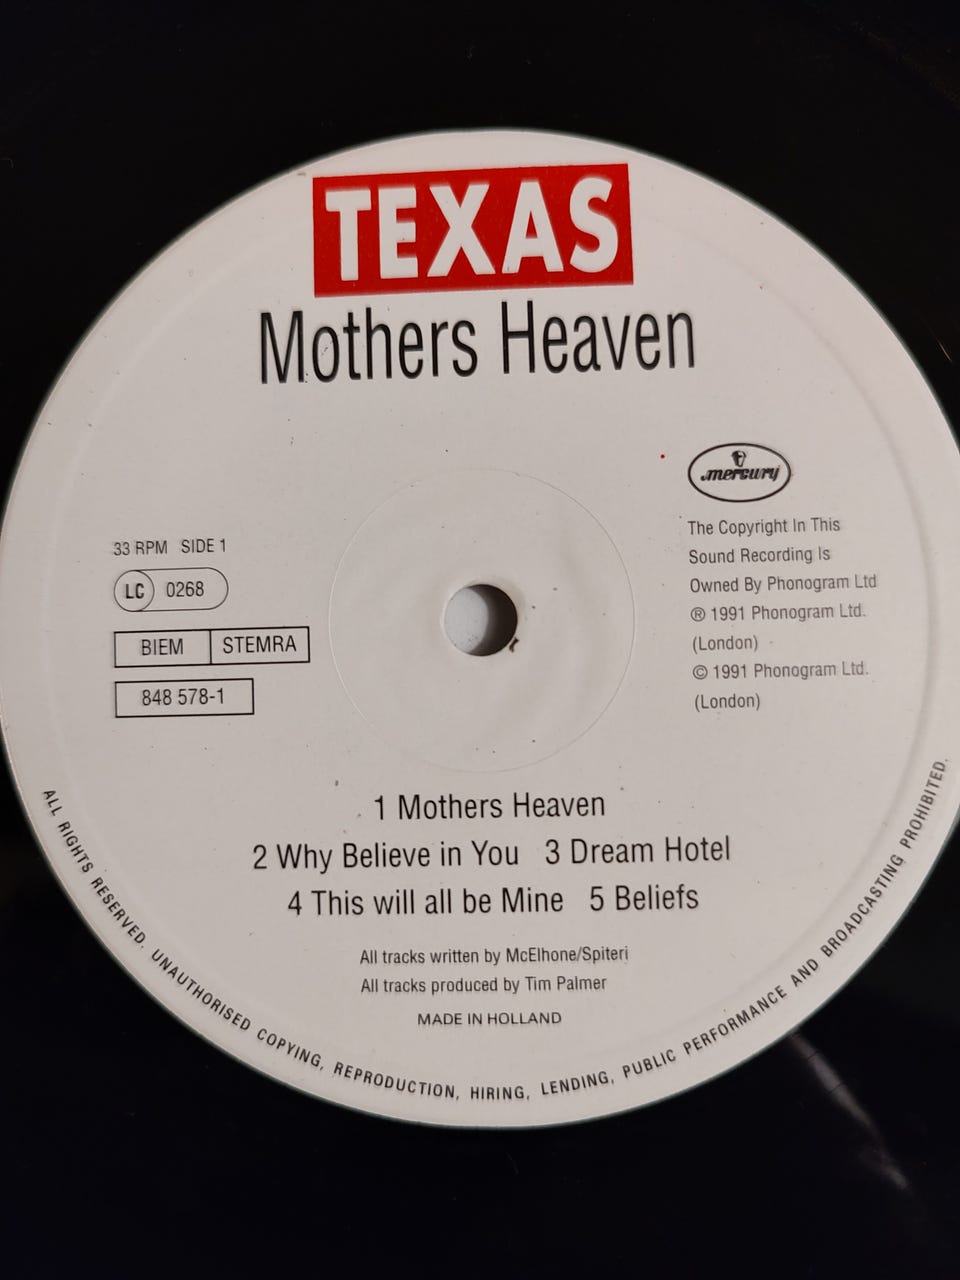 TEXAS
Mothers Heaven
mercury
33 RPM SIDE 1
LC 0268
BIEM STEMRA
848 578-1
The Copyright In This
Sound Recording Is
Owned By Phonogram Ltd
℗ 1991 Phonogram Ltd.
(London)
© 1991 Phonogram Ltd.
(London)
1 Mothers Heaven
2 Why Believe in You 3 Dream Hotel
4 This will all be Mine 5 Beliefs
All tracks written by McElhone/Spiteri
All tracks produced by Tim Palmer
MADE IN HOLLAND
ALL RIGHTS RESERVED. UNAUTHORISED COPYING, REPRODUCTION, HIRING, LENDING, PUBLIC PERFORMANCE AND BROADCASTING PROHIBITED.